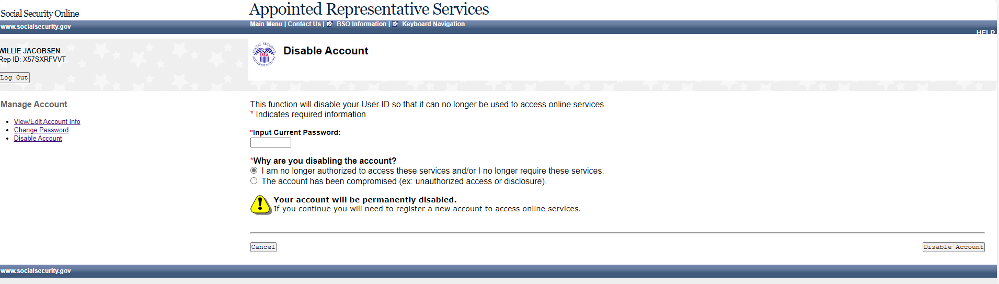 Social Security Online
Appointed Representative Services
www.socialsecurity.gov
Main Menu | Contact Us | BSO Information | Keyboard Navigation
HELP
WILLIE JACOBSEN
Rep ID: X57SXRFVVT
Log Out
SOCIAL SECURITY ADMINISTRATION
USA
Disable Account
Manage Account
View/Edit Account Info
Change Password
Disable Account
This function will disable your User ID so that it can no longer be used to access online services.
* Indicates required information
*Input Current Password:
*Why are you disabling the account?
I am no longer authorized to access these services and/or I no longer require these services.
The account has been compromised (ex: unauthorized access or disclosure).
Your account will be permanently disabled.
If you continue you will need to register a new account to access online services.
Cancel
Disable Account
www.socialsecurity.gov